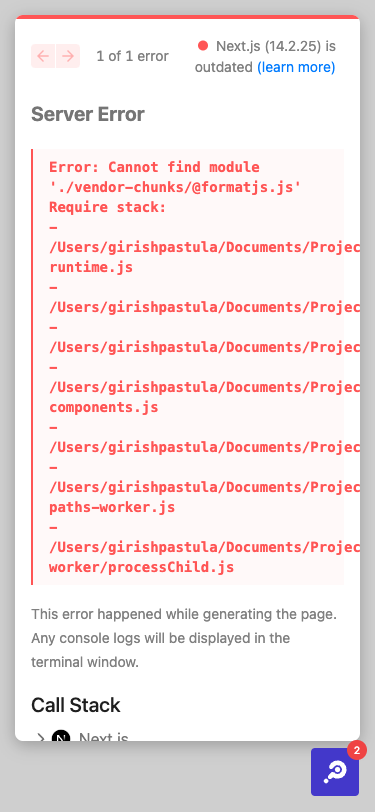 1 of 1 error
Next.js (14.2.25) is
outdated (learn more)
Server Error
Error: Cannot find module
'./vendor-chunks/@formatjs.js'
Require stack:
-
/Users/girishpastula/Documents/Projec
runtime.js
-
/Users/girishpastula/Documents/Projec
-
/Users/girishpastula/Documents/Projec
-
/Users/girishpastula/Documents/Projec
components.js
-
/Users/girishpastula/Documents/Projec
-
/Users/girishpastula/Documents/Projec
paths-worker.js
-
/Users/girishpastula/Documents/Projec
worker/processChild.js
This error happened while generating the page.
Any console logs will be displayed in the
terminal window.
Call Stack
N Next.js
2